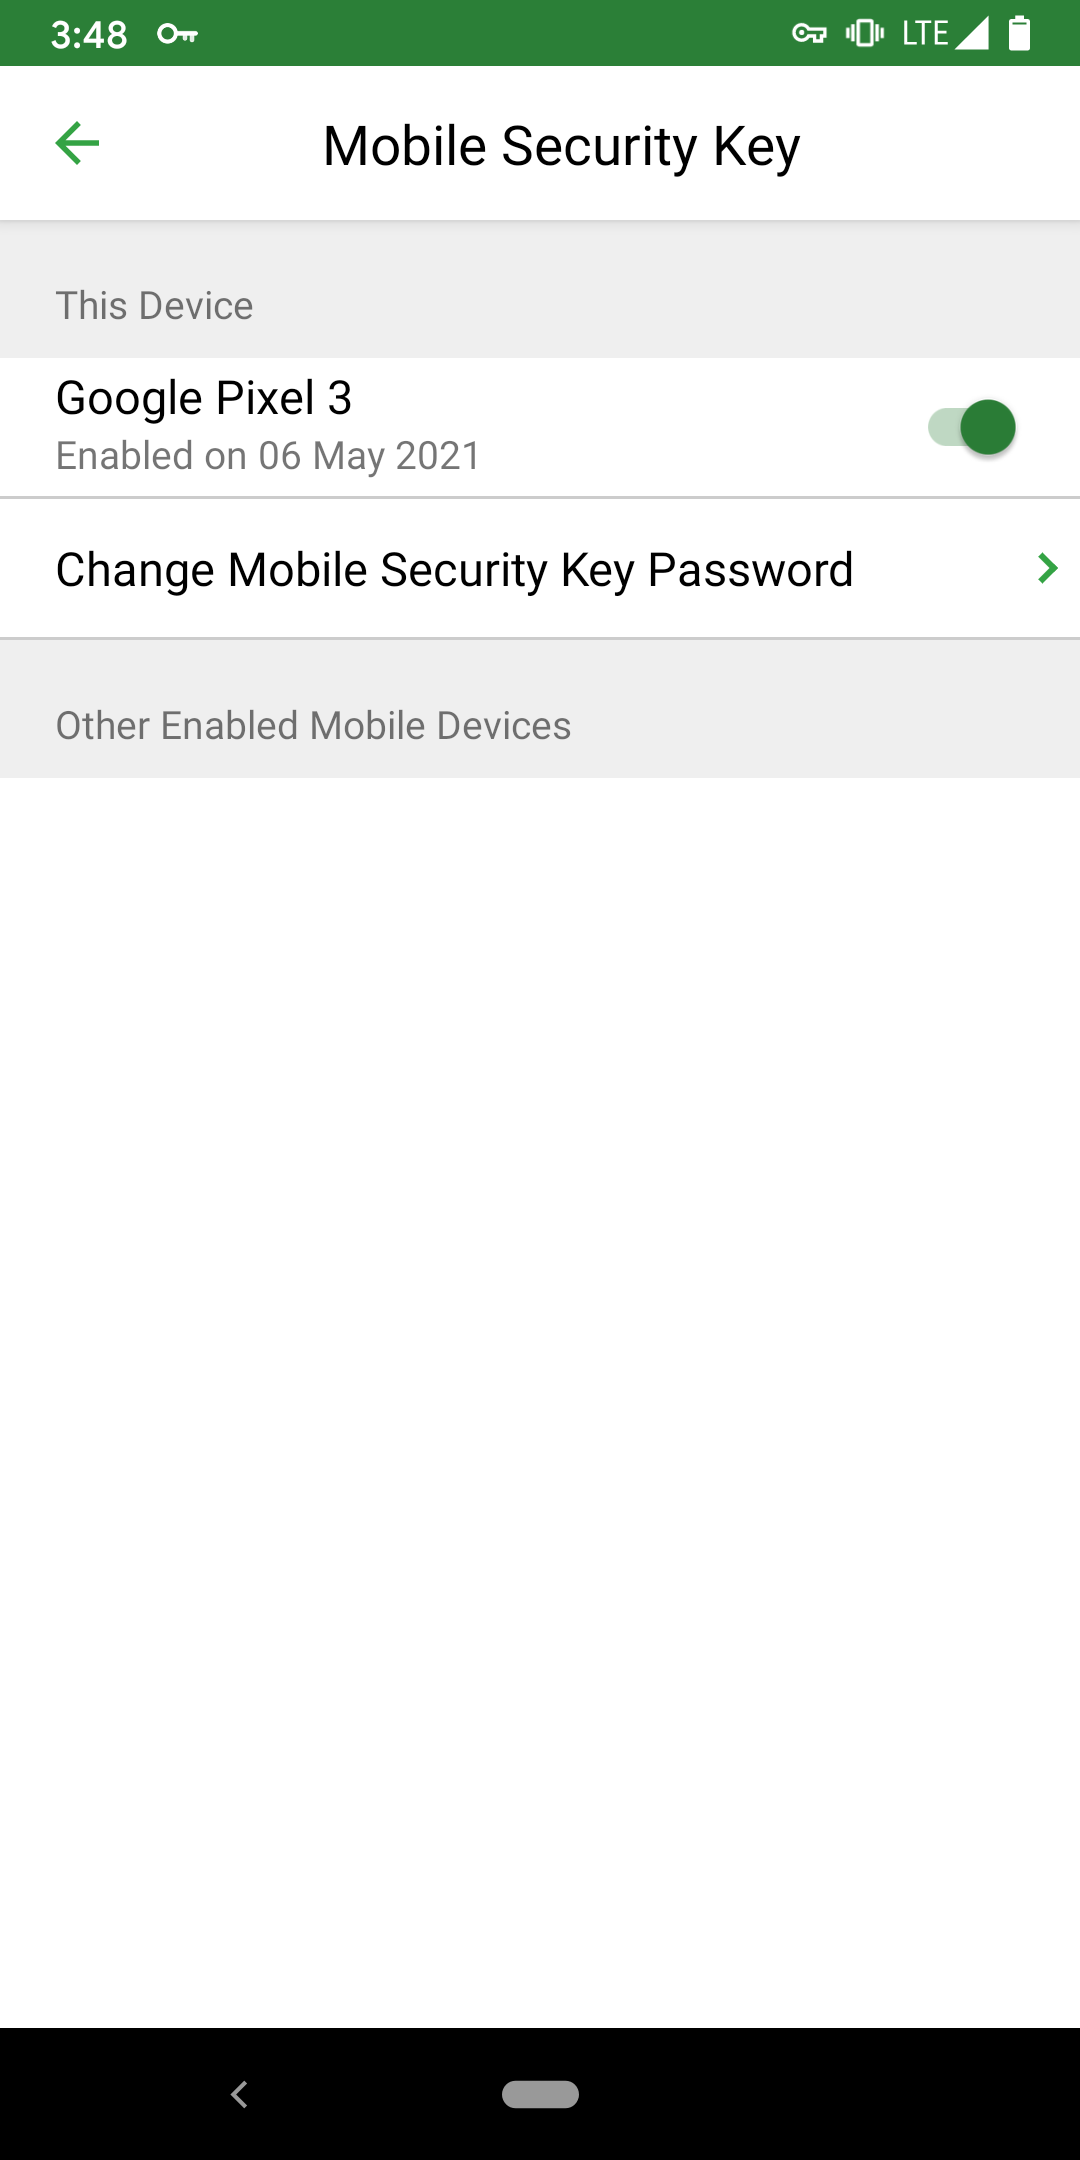 3:48
LTE
Mobile Security Key
This Device
Google Pixel 3
Enabled on 06 May 2021
Change Mobile Security Key Password
Other Enabled Mobile Devices